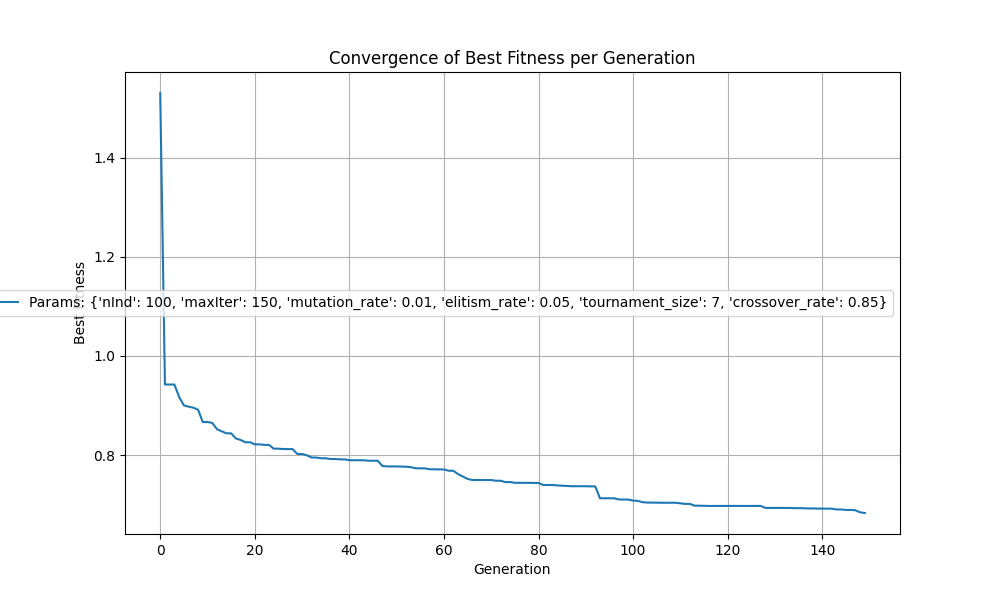 Convergence of Best Fitness per Generation
1.4
1.2
1.0
0.8
Best
ness
Params: {'nInd': 100, 'maxIter': 150, 'mutation_rate': 0.01, 'elitism_rate': 0.05, 'tournament_size': 7, 'crossover_rate': 0.85}
0 20 40 60 80 100 120 140
Generation